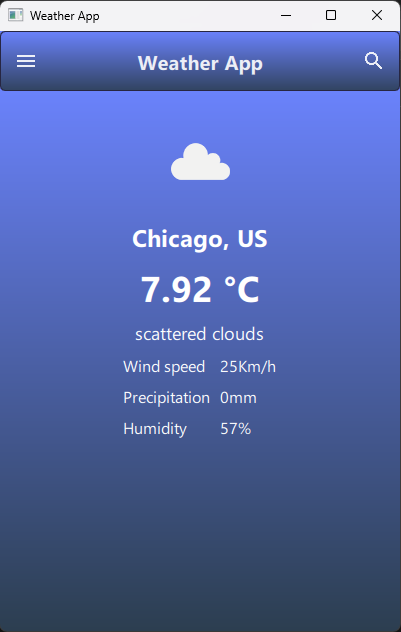 Weather App
Weather App
Chicago, US
7.92 °C
scattered clouds
Wind speed 25Km/h
Precipitation 0mm
Humidity 57%